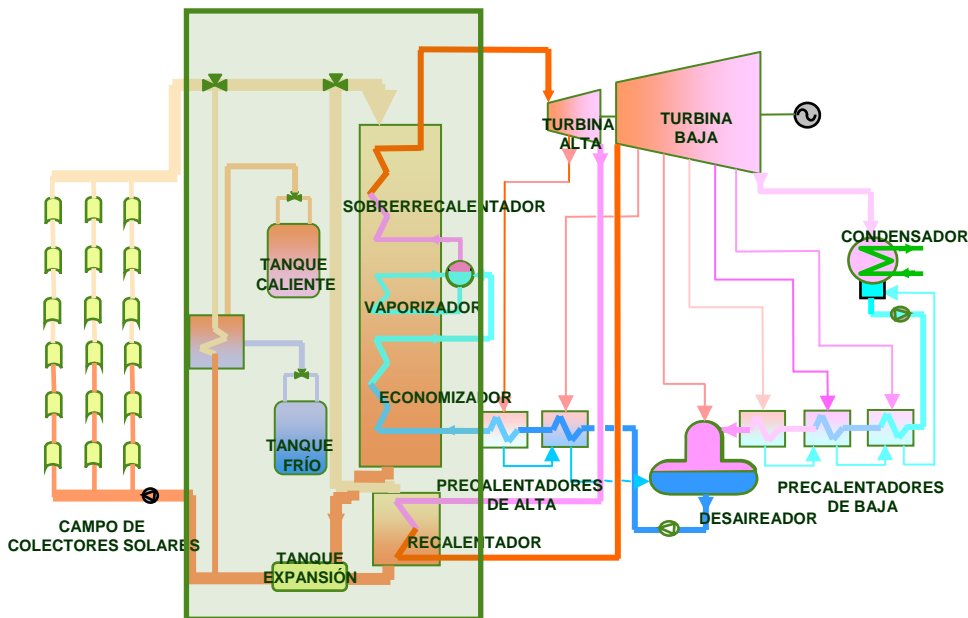 TURBINA
ALTA
TURBINA
BAJA
SOBRERRECALENTADOR
CONDENSADOR
TANQUE
CALIENTE
VAPORIZADOR
ECONOMIZADOR
TANQUE
FRÍO
PRECALENTADORES
DE ALTA
PRECALENTADORES
DE BAJA
DESAIREADOR
CAMPO DE
COLECTORES SOLARES
RECALENTADOR
TANQUE
EXPANSIÓN